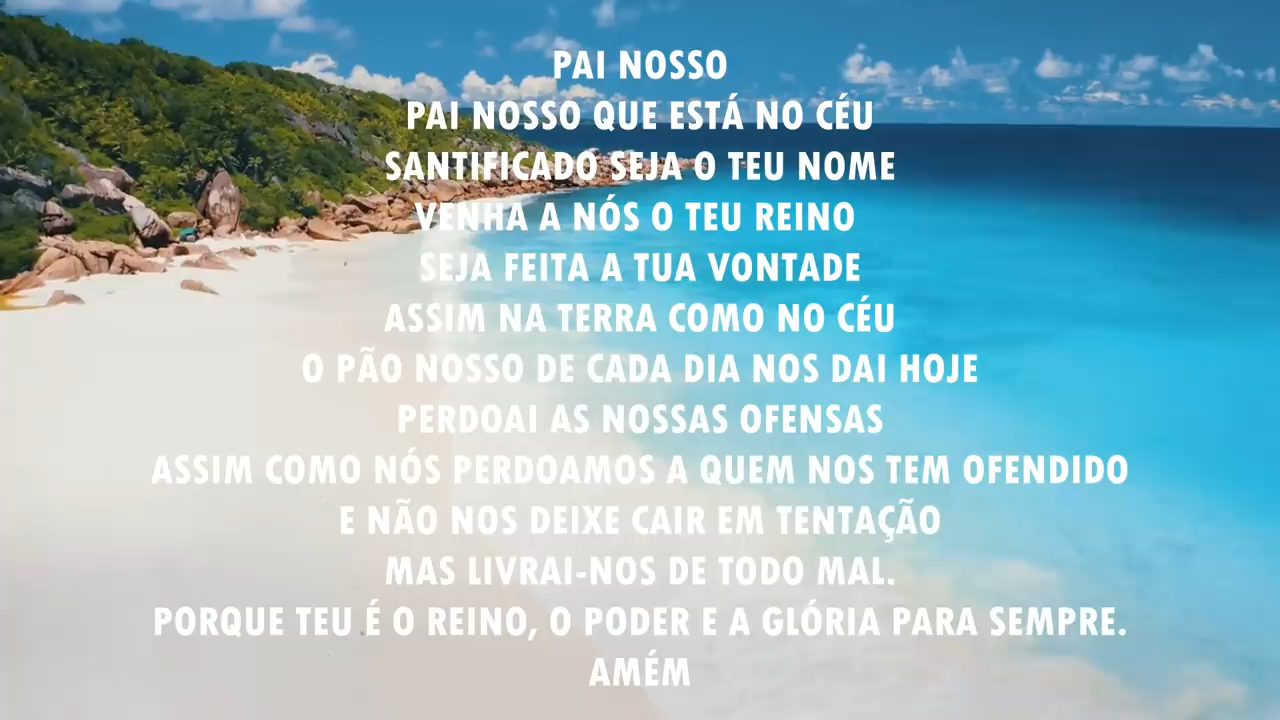 PAI NOSSO
PAI NOSSO QUE ESTÁ NO CÉU
SANTIFICADO SEJA O TEU NOME
VENHA A NÓS O TEU REINO
SEJA FEITA A TUA VONTADE
ASSIM NA TERRA COMO NO CÉU
O PÃO NOSSO DE CADA DIA NOS DAI HOJE
PERDOAI AS NOSSAS OFENSAS
ASSIM COMO NÓS PERDOAMOS A QUEM NOS TEM OFENDIDO
E NÃO NOS DEIXE CAIR EM TENTAÇÃO
MAS LIVRAI-NOS DE TODO MAL.
PORQUE TEU É O REINO, O PODER E A GLÓRIA PARA SEMPRE.
AMÉM